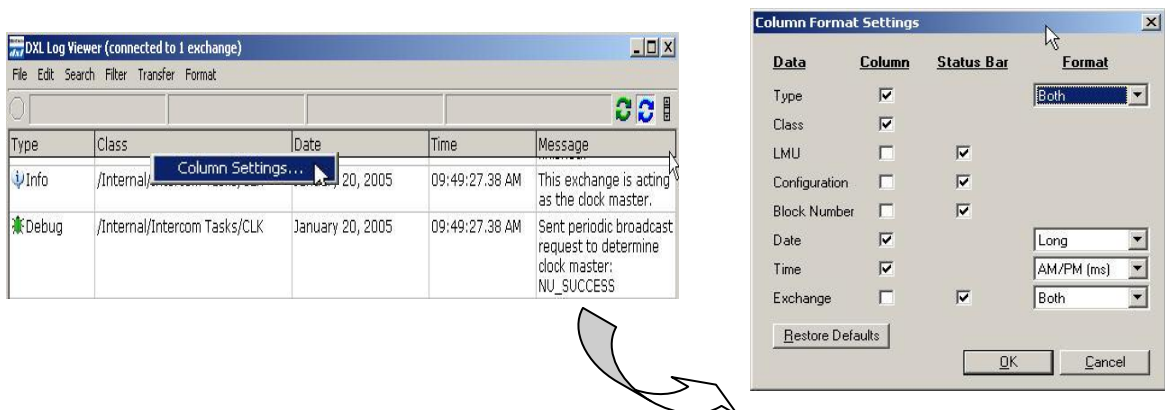 DXL Log Viewer (connected to 1 exchange)
File Edit Search Filter Transfer Format
Type Class Date Time Message
Column Settings...
Info /Internal/ 20, 2005 09:49:27.38 AM This exchange is acting
as the clock master.
Debug /Internal/Intercom Tasks/CLK January 20, 2005 09:49:27.38 AM Sent periodic broadcast
request to determine
clock master:
NU_SUCCESS
Column Format Settings
Data Column Status Bar Format
Type Both
Class
LMU
Configuration
Block Number
Date Long
Time AM/PM (ms)
Exchange Both
Restore Defaults
OK Cancel